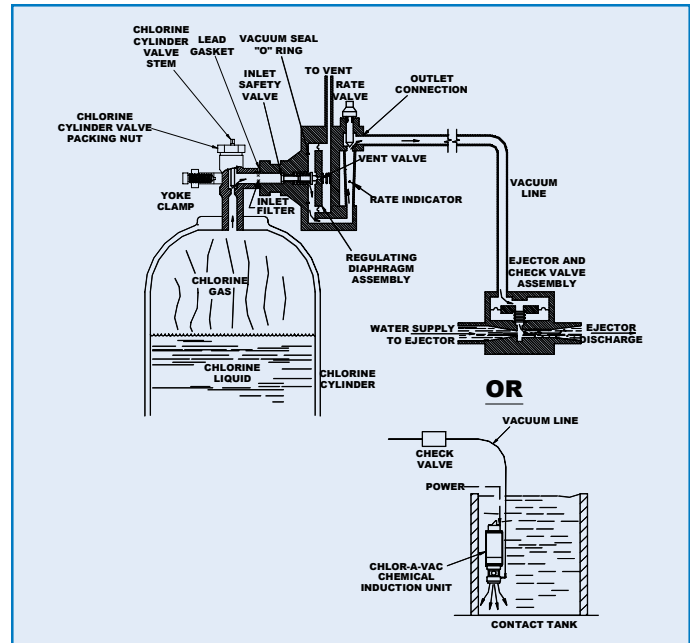 CHLORINE
CYLINDER
VALVE
STEM
LEAD
GASKET
VACUUM SEAL
"O" RING
INLET
SAFETY
VALVE
TO VENT
RATE
VALVE
OUTLET
CONNECTION
CHLORINE
CYLINDER VALVE
PACKING NUT
VENT VALVE
YOKE
CLAMP
INLET
FILTER
RATE INDICATOR
VACUUM
LINE
REGULATING
DIAPHRAGM
ASSEMBLY
EJECTOR AND
CHECK VALVE
ASSEMBLY
CHLORINE
GAS
WATER SUPPLY
TO EJECTOR
EJECTOR
DISCHARGE
CHLORINE
LIQUID
CHLORINE
CYLINDER
OR
VACUUM LINE
CHECK
VALVE
POWER
CHLOR-A-VAC
CHEMICAL
INDUCTION UNIT
CONTACT TANK